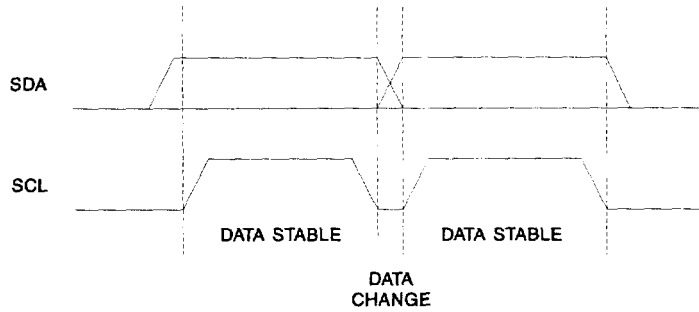 SDA
SCL
DATA STABLE
DATA STABLE
DATA
CHANGE